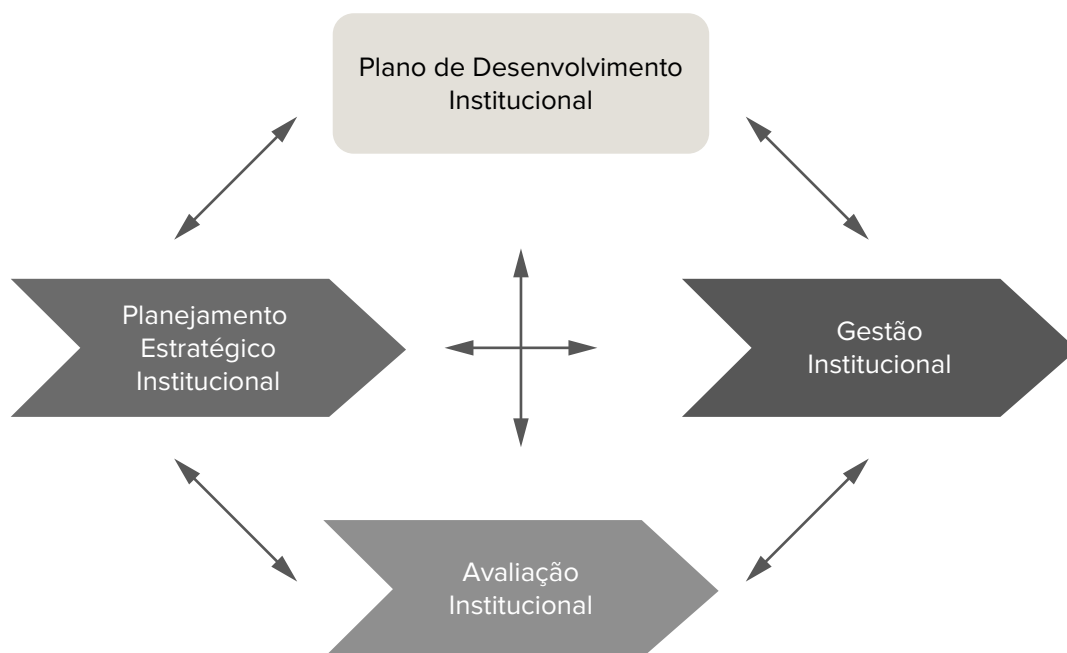 Plano de Desenvolvimento
Institucional
Planejamento
Estratégico
Institucional
Gestão
Institucional
Avaliação
Institucional